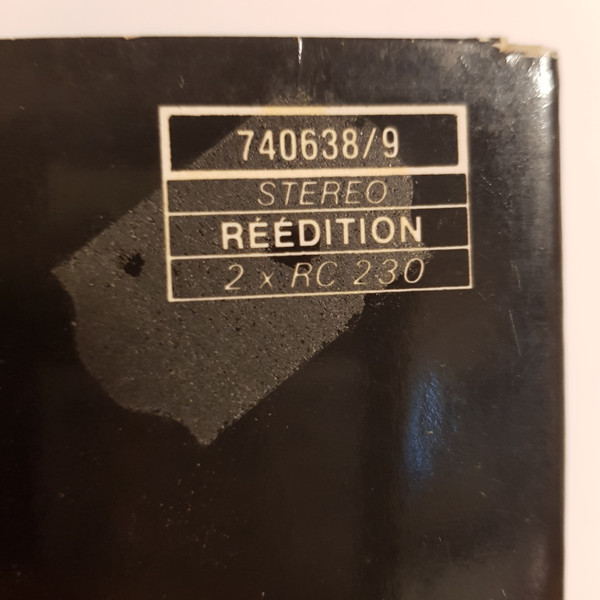 740638/9
STEREO
RÉÉDITION
2 x RC 230